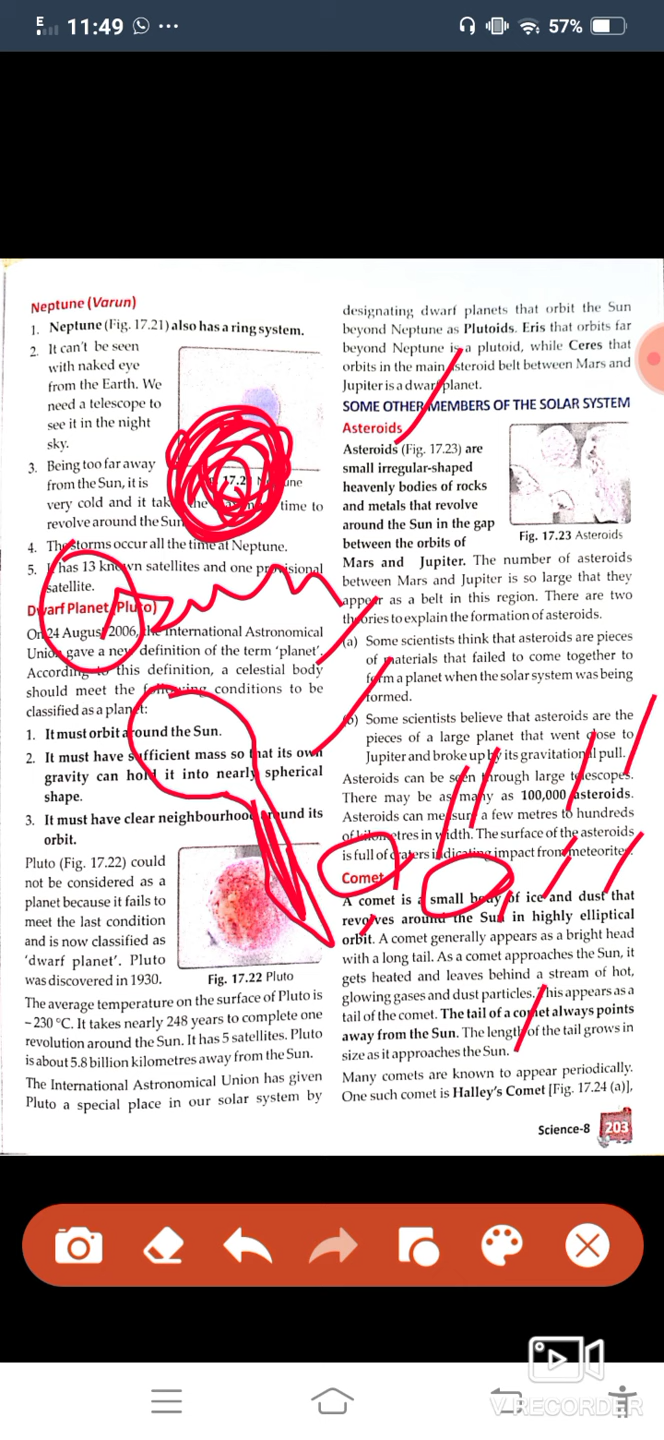 E
11:49
57%
Neptune (Varun)
1. Neptune (Fig. 17.21) also has a ring system.
2. It can't be seen
with naked eye
from the Earth. We
need a telescope to
see it in the night
sky.
3. Being too far away
from the Sun, it is
very cold and it time to
revolve around the Sun
4. The storms occur all the time at Neptune.
5. has 13 known satellites and one provisional
satellite.
Dwarf Planet (Pluto)
On 24 August 2006, the International Astronomical
Union gave a new definition of the term 'planet'.
According to this definition, a celestial body
should meet the following conditions to be
classified as a planet:
1. It must orbit around the Sun.
2. It must have sufficient mass so that its own
gravity can hold it into nearly spherical
shape.
3. It must have clear neighbourhood around its
orbit.
Pluto (Fig. 17.22) could
not be considered as a
planet because it fails to
meet the last condition
and is now classified as
'dwarf planet'. Pluto
was discovered in 1930.
Fig. 17.22 Pluto
The average temperature on the surface of Pluto is
–230 °C. It takes nearly 248 years to complete one
revolution around the Sun. It has 5 satellites. Pluto
is about 5.8 billion kilometres away from the Sun.
The International Astronomical Union has given
Pluto a special place in our solar system by
designating dwarf planets that orbit the Sun
beyond Neptune as Plutoids. Eris that orbits far
beyond Neptune is a plutoid, while Ceres that
orbits in the main asteroid belt between Mars and
Jupiter is a dwarf planet.
SOME OTHER MEMBERS OF THE SOLAR SYSTEM
Asteroids
Asteroids (Fig. 17.23) are
small irregular-shaped
heavenly bodies of rocks
and metals that revolve
around the Sun in the gap
between the orbits of
Fig. 17.23 Asteroids
Mars and Jupiter. The number of asteroids
between Mars and Jupiter is so large that they
appear as a belt in this region. There are two
theories to explain the formation of asteroids.
(a) Some scientists think that asteroids are pieces
of materials that failed to come together to
form a planet when the solar system was being
formed.
(b) Some scientists believe that asteroids are the
pieces of a large planet that went close to
Jupiter and broke up by its gravitational pull.
Asteroids can be seen through large telescopes.
There may be as many as 100,000 asteroids.
Asteroids can measure a few metres to hundreds
of kilometres in width. The surface of the asteroids
is full of craters indicating impact from meteorites.
Comet
A comet is a small body of ice and dust that
revolves around the Sun in highly elliptical
orbit. A comet generally appears as a bright head
with a long tail. As a comet approaches the Sun, it
gets heated and leaves behind a stream of hot,
glowing gases and dust particles. This appears as a
tail of the comet. The tail of a comet always points
away from the Sun. The length of the tail grows in
size as it approaches the Sun.
Many comets are known to appear periodically.
One such comet is Halley's Comet [Fig. 17.24 (a)],
Science-8 203
V RECORDER